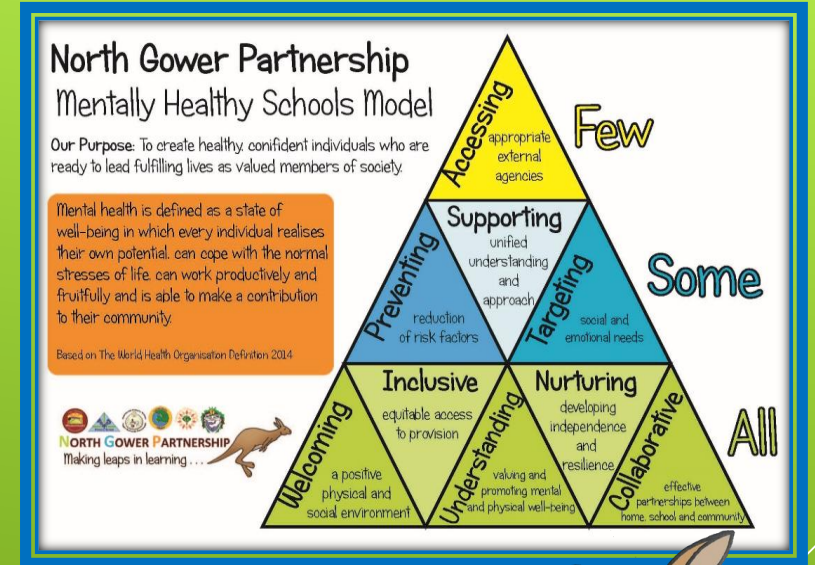 North Gower Partnership
Mentally Healthy Schools Model
Our Purpose: To create healthy, confident individuals who are
ready to lead fulfilling lives as valued members of society.
Mental health is defined as a state of
well-being in which every individual realises
their own potential, can cope with the normal
stresses of life, can work productively and
fruitfully and is able to make a contribution
to their community.
Based on The World Health Organisation Definition 2014
NORTH GOWER PARTNERSHIP
Making leaps in learning . . .
Accessing
appropriate
external
agencies
Few
Preventing
reduction
of risk factors
Supporting
unified
understanding
and
approach
Targeting
social and
emotional needs
Some
Welcoming
a positive
physical and
social environment
Inclusive
equitable access
to provision
Understanding
valuing and
promoting mental
and physical well-being
Nurturing
developing
independence
and
resilience
Collaborative
effective
partnerships between
home, school and community
All